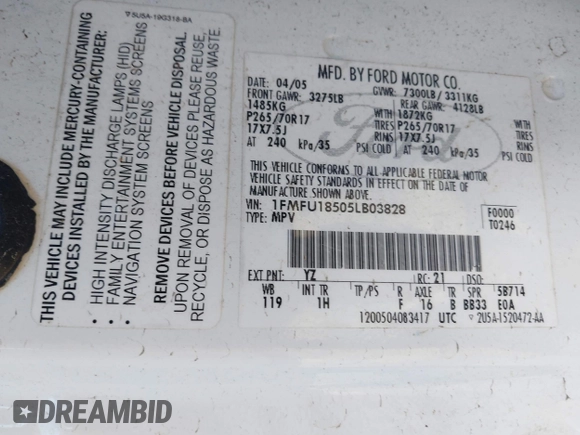 ▽5U5A-19G318-BA
THIS VEHICLE MAY INCLUDE MERCURY-CONTAINING
DEVICES INSTALLED BY THE MANUFACTURER:
- HIGH INTENSITY DISCHARGE LAMPS (HID)
- FAMILY ENTERTAINMENT SYSTEMS SCREENS
- NAVIGATION SYSTEM SCREENS
REMOVE DEVICES BEFORE VEHICLE DISPOSAL.
UPON REMOVAL OF DEVICES PLEASE REUSE,
RECYCLE, OR DISPOSE AS HAZARDOUS WASTE.
MFD. BY FORD MOTOR CO.
DATE: 04/05 GVWR: 7300LB/ 3311KG
FRONT GAWR: 3275LB REAR GAWR: 4128LB
1485KG WITH 1872KG WITH
P265/70R17 TIRES P265/70R17 TIRES
17X7.5J RIMS 17X7.5J RIMS
AT 240 kPa/35 PSI COLD AT 240 kPa/35 PSI COLD
Ford
THIS VEHICLE CONFORMS TO ALL APPLICABLE FEDERAL MOTOR
VEHICLE SAFETY STANDARDS IN EFFECT ON THE DATE OF
MANUFACTURE SHOWN ABOVE.
VIN: 1FMFU18505LB03828 F0000
TYPE: MPV T0246
EXT PNT: YZ RC: 21 DSO:
WB INT TR TP/PS R AXLE TR SPR 5B714
119 1H F 16 B BB33 E0A
1200504083417 UTC ▽ 2U5A-1520472-AA
DREAMBID